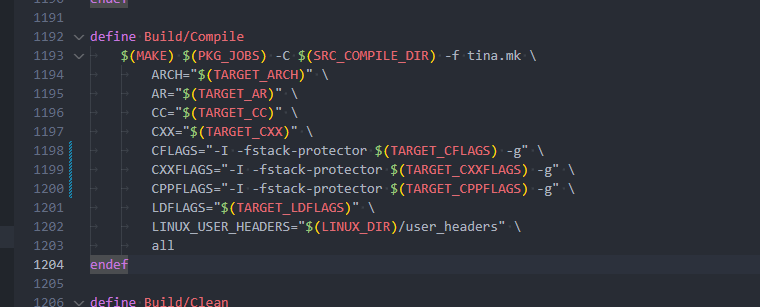 1191
1192 define Build/Compile
1193 $(MAKE) $(PKG_JOBS) -C $(SRC_COMPILE_DIR) -f tina.mk \
1194 ARCH="$(TARGET_ARCH)" \
1195 AR="$(TARGET_AR)" \
1196 CC="$(TARGET_CC)" \
1197 CXX="$(TARGET_CXX)" \
1198 CFLAGS="-I -fstack-protector $(TARGET_CFLAGS) -g" \
1199 CXXFLAGS="-I -fstack-protector $(TARGET_CXXFLAGS) -g" \
1200 CPPFLAGS="-I -fstack-protector $(TARGET_CPPFLAGS) -g" \
1201 LDFLAGS="$(TARGET_LDFLAGS)" \
1202 LINUX_USER_HEADERS="$(LINUX_DIR)/user_headers" \
1203 all
1204 endef
1205
1206 define Build/Clean